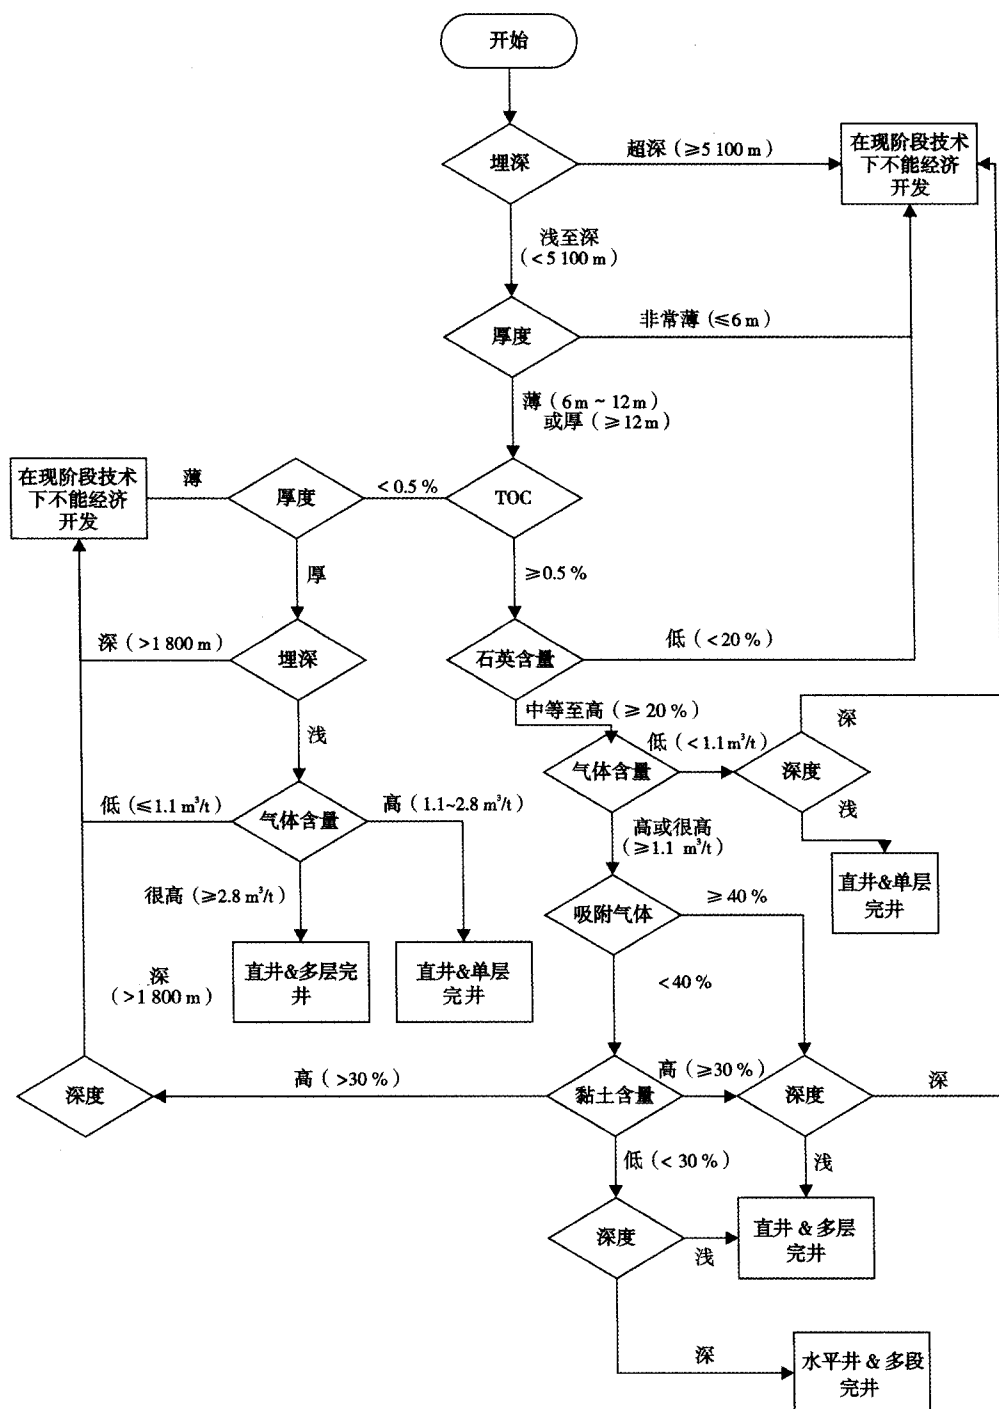 开始
埋深
超深（≥5 100 m）
在现阶段技术
下不能经济
开发
浅至深
（<5 100 m）
厚度
非常薄（≤6 m）
薄（6 m ~ 12 m）
或厚（≥12 m）
在现阶段技术
下不能经济
开发
薄
厚度
<0.5 %
TOC
厚
≥0.5 %
深（>1 800 m）
埋深
石英含量
低（<20 %）
浅
中等至高（≥ 20 %）
低（<1.1 m³/t）
深
气体含量
深度
浅
低（≤1.1 m³/t）
气体含量
高（1.1~2.8 m³/t）
高或很高
（≥1.1 m³/t）
直井&单层
完井
很高（≥2.8 m³/t）
吸附气体
≥ 40 %
直井&多层完
井
直井&单层
完井
深
（>1 800 m）
<40 %
深度
高（>30 %）
黏土含量
高（≥30 %）
深度
深
低（< 30 %）
浅
深度
浅
直井 & 多层
完井
深
水平井 & 多段
完井